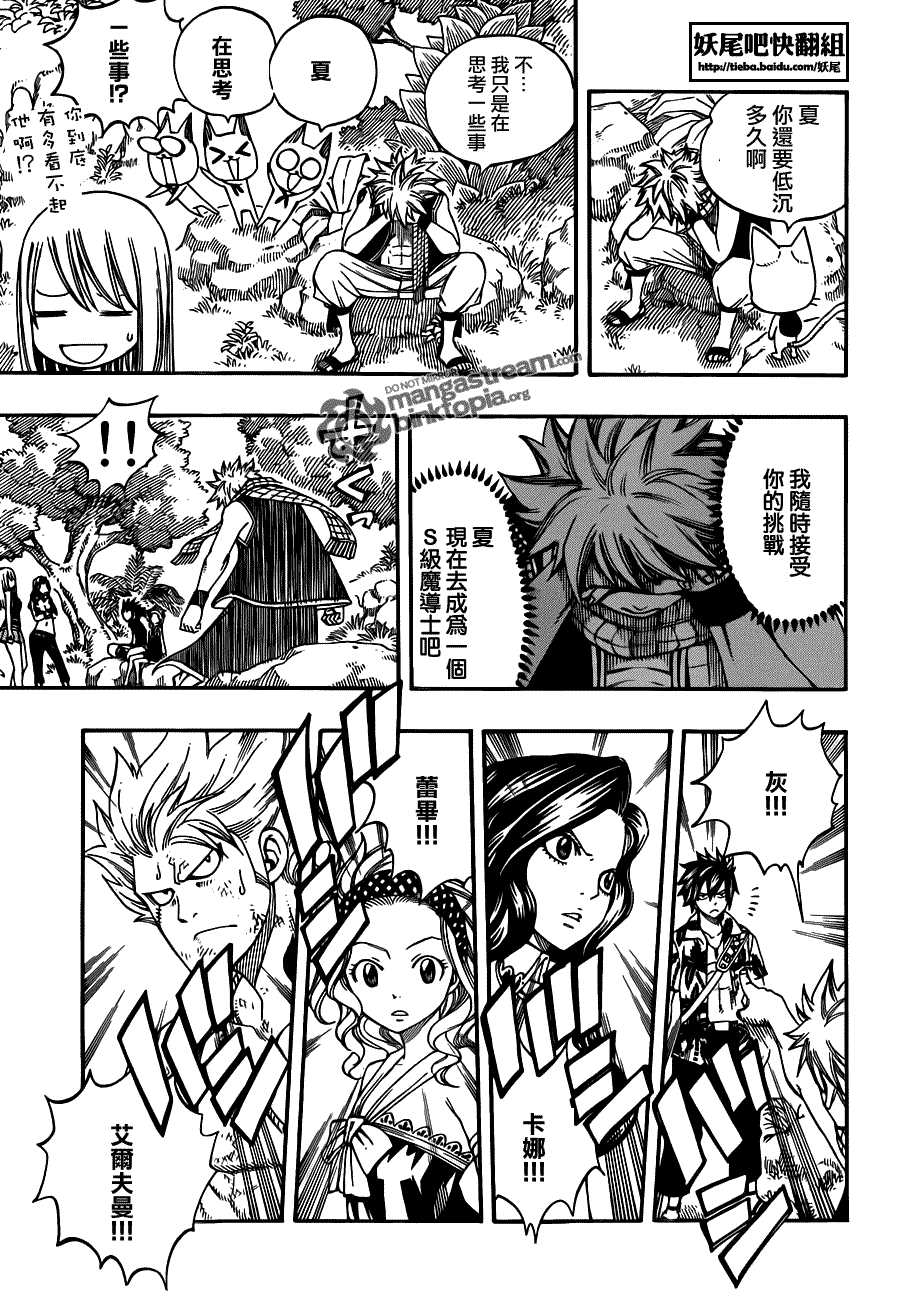 妖尾吧快翻組
http://tieba.baidu.com/妖尾
夏
你還要低沉
多久啊
不…
我只是在
思考一些事
夏
在思考
一些事!?
你到底
有多看不起
他啊!?
DO NOT MIRROR
mangastream.com
binktopia.org
我隨時接受
你的挑戰
夏
現在去成為一個
S級魔導士吧
!!
灰!!!
卡娜!!!
蕾畢!!!
艾爾夫曼!!!
バッ
バッ